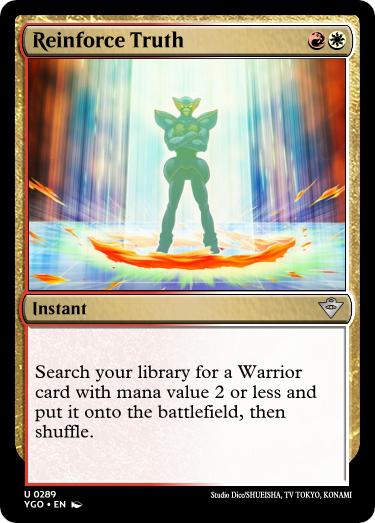 Reinforce Truth
Instant
Search your library for a Warrior
card with mana value 2 or less and
put it onto the battlefield, then
shuffle.
U 0289
YGO • EN
Studio Dice/SHUEISHA, TV TOKYO, KONAMI